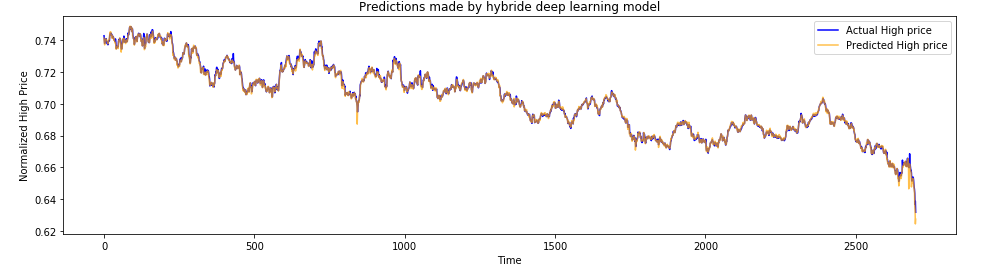 Predictions made by hybride deep learning model
Actual High price
Predicted High price
Normalized High Price
0.74
0.72
0.70
0.68
0.66
0.64
0.62
0
500
1000
1500
2000
2500
Time